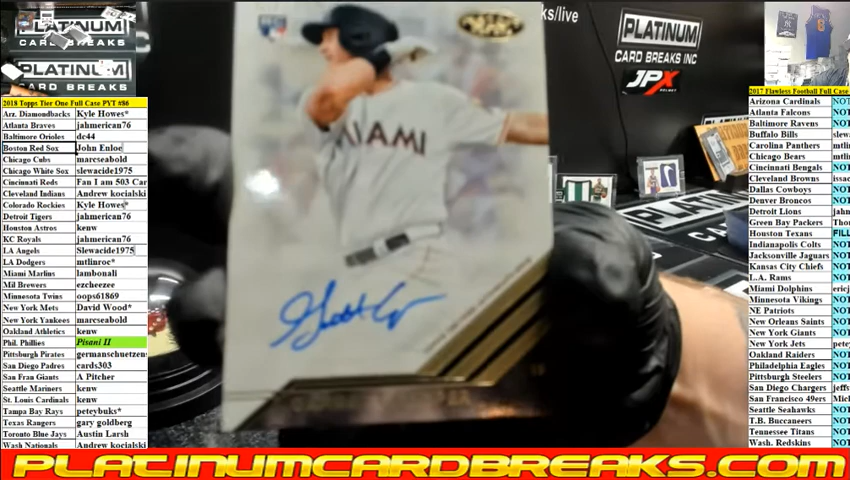 PLATINUM
CARD BREAKS
PLATINUM
CARD BREAKS
2018 Topps Tier One Full Case PYT #86
Arz. Diamondbacks Kyle Howes*
Atlanta Braves jahmerican76
Baltimore Orioles dc44
Boston Red Sox John Enloe
Chicago Cubs marcseabold
Chicago White Sox slewacide1975
Cincinnati Reds Fan I am 503 Car
Cleveland Indians Andrew kocialski
Colorado Rockies Kyle Howes*
Detroit Tigers jahmerican76
Houston Astros kenw
KC Royals jahmerican76
LA Angels Slewacide1975
LA Dodgers mtlinroc*
Miami Marlins lambonali
Mil Brewers ezcheezee
Minnesota Twins oops61869
New York Mets David Wood*
New York Yankees marcseabold
Oakland Athletics kenw
Phil. Phillies Pisani II
Pittsburgh Pirates germanschuetzen
San Diego Padres cards303
San Fran Giants A Pitcher
Seattle Mariners kenw
St. Louis Cardinals kenw
Tampa Bay Rays peteybuks*
Texas Rangers gary goldberg
Toronto Blue Jays Austin Larsh
Wash Nationals Andrew kocialski
MIAMI
ks/live
PLATINUM
CARD BREAKS INC
JPX
PLATINUM
2017 Flawless Football Full Case
Arizona Cardinals NOT
Atlanta Falcons NOT
Baltimore Ravens NOT
Buffalo Bills slew
Carolina Panthers mtlin
Chicago Bears mtlin
Cincinnati Bengals NOT
Cleveland Browns issac
Dallas Cowboys NOT
Denver Broncos NOT
Detroit Lions jahm
Green Bay Packers Thor
Houston Texans FILL
Indianapolis Colts NOT
Jacksonville Jaguars NOT
Kansas City Chiefs NOT
L.A. Rams NOT
Miami Dolphins ericj
Minnesota Vikings NOT
NE Patriots NOT
New Orleans Saints NOT
New York Giants NOT
New York Jets pete
Oakland Raiders NOT
Philadelphia Eagles NOT
Pittsburgh Steelers NOT
San Diego Chargers jeffs
San Francisco 49ers Mich
Seattle Seahawks NOT
T.B. Buccaneers NOT
Tennessee Titans NOT
Wash. Redskins NOT
PLATINUMCARDBREAKS.COM